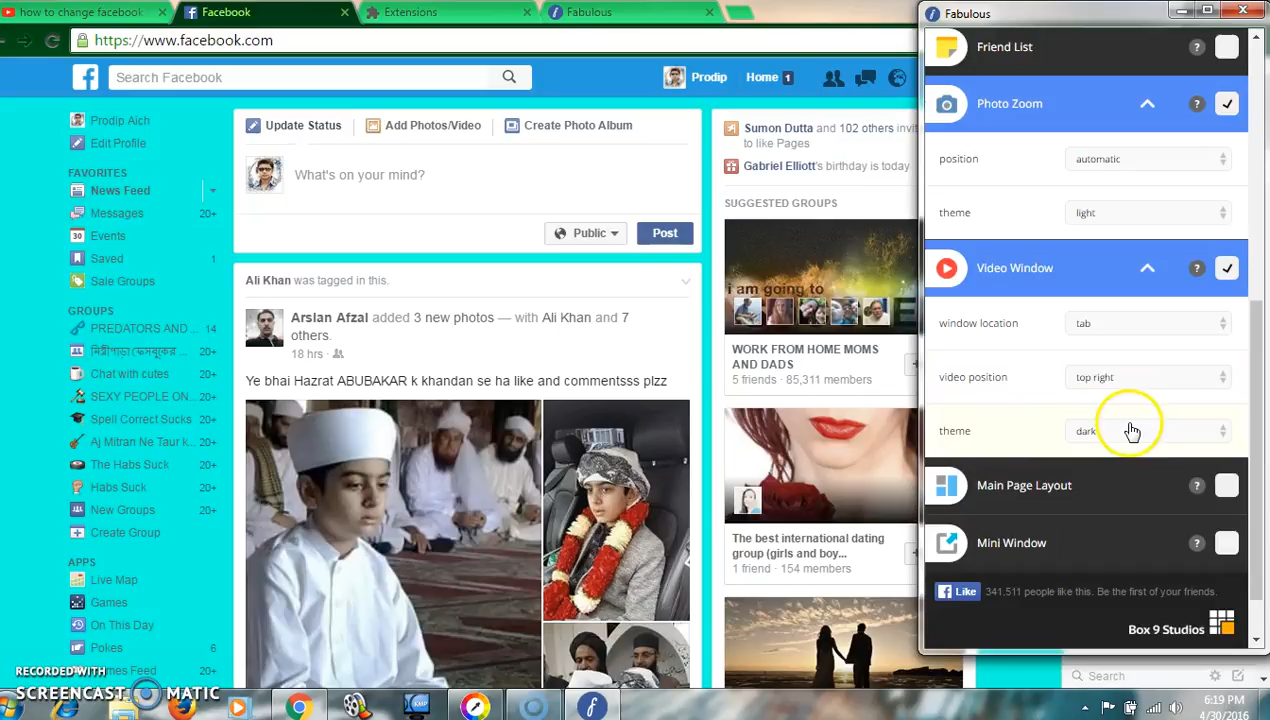 how to change facebook
Facebook
Extensions
Fabulous
Fabulous
https://www.facebook.com
Search Facebook
Prodip
Home 1
Prodip Aich
Edit Profile
FAVORITES
News Feed
Messages 20+
Events
Saved 1
Sale Groups
GROUPS
PREDATORS AND ... 14
20+
Chat with cutes 20+
SEXY PEOPLE ON... 20+
Spell Correct Sucks 20+
Aj Mitran Ne Taur k... 20+
The Habs Suck 20+
Habs Suck 20+
New Groups 20+
Create Group
APPS
Live Map
Games
On This Day
Pokes 6
Games Feed 20+
Update Status
Add Photos/Video
Create Photo Album
What's on your mind?
Public
Post
Ali Khan was tagged in this.
Arslan Afzal added 3 new photos — with Ali Khan and 7
others.
18 hrs
Ye bhai Hazrat ABUBAKAR k khandan se ha like and commentsss plzz
Sumon Dutta and 102 others invi
to like Pages
Gabriel Elliott's birthday is today
SUGGESTED GROUPS
i am going to
WORK FROM HOME MOMS
AND DADS
5 friends · 85,311 members
The best international dating
group (girls and boy...
1 friend · 154 members
Friend List ?
Photo Zoom ?
position automatic
theme light
Video Window ?
window location tab
video position top right
theme dark
Main Page Layout ?
Mini Window ?
Like 341.511 people like this. Be the first of your friends.
Box 9 Studios
Search
RECORDED WITH
SCREENCAST MATIC
6:19 PM
4/30/2016